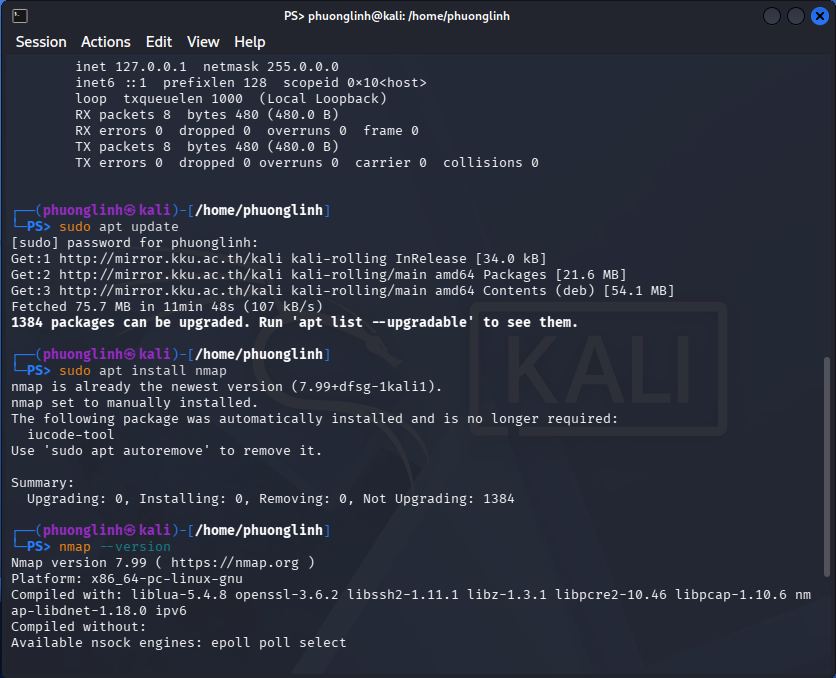 PS> phuonglinh@kali: /home/phuonglinh
Session Actions Edit View Help
inet 127.0.0.1  netmask 255.0.0.0
inet6 ::1  prefixlen 128  scopeid 0×10<host>
loop  txqueuelen 1000  (Local Loopback)
RX packets 8  bytes 480 (480.0 B)
RX errors 0  dropped 0  overruns 0  frame 0
TX packets 8  bytes 480 (480.0 B)
TX errors 0  dropped 0 overruns 0  carrier 0  collisions 0
┌──(phuonglinh㉿kali)-[/home/phuonglinh]
└─PS> sudo apt update
[sudo] password for phuonglinh:
Get:1 http://mirror.kku.ac.th/kali kali-rolling InRelease [34.0 kB]
Get:2 http://mirror.kku.ac.th/kali kali-rolling/main amd64 Packages [21.6 MB]
Get:3 http://mirror.kku.ac.th/kali kali-rolling/main amd64 Contents (deb) [54.1 MB]
Fetched 75.7 MB in 11min 48s (107 kB/s)
1384 packages can be upgraded. Run 'apt list --upgradable' to see them.
┌──(phuonglinh㉿kali)-[/home/phuonglinh]
└─PS> sudo apt install nmap
nmap is already the newest version (7.99+dfsg-1kali1).
nmap set to manually installed.
The following package was automatically installed and is no longer required:
  iucode-tool
Use 'sudo apt autoremove' to remove it.
Summary:
  Upgrading: 0, Installing: 0, Removing: 0, Not Upgrading: 1384
┌──(phuonglinh㉿kali)-[/home/phuonglinh]
└─PS> nmap --version
Nmap version 7.99 ( https://nmap.org )
Platform: x86_64-pc-linux-gnu
Compiled with: liblua-5.4.8 openssl-3.6.2 libssh2-1.11.1 libz-1.3.1 libpcre2-10.46 libpcap-1.10.6 nm
ap-libdnet-1.18.0 ipv6
Compiled without:
Available nsock engines: epoll poll select
KALI